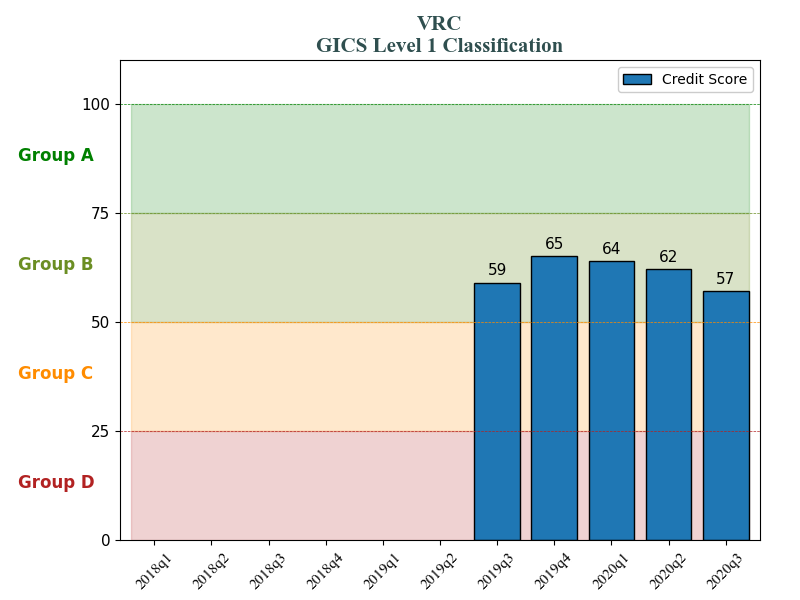 VRC
GICS Level 1 Classification
Credit Score
100
Group A
75
Group B
65
64
62
59
57
50
Group C
25
Group D
0
2018q1
2018q2
2018q3
2018q4
2019q1
2019q2
2019q3
2019q4
2020q1
2020q2
2020q3